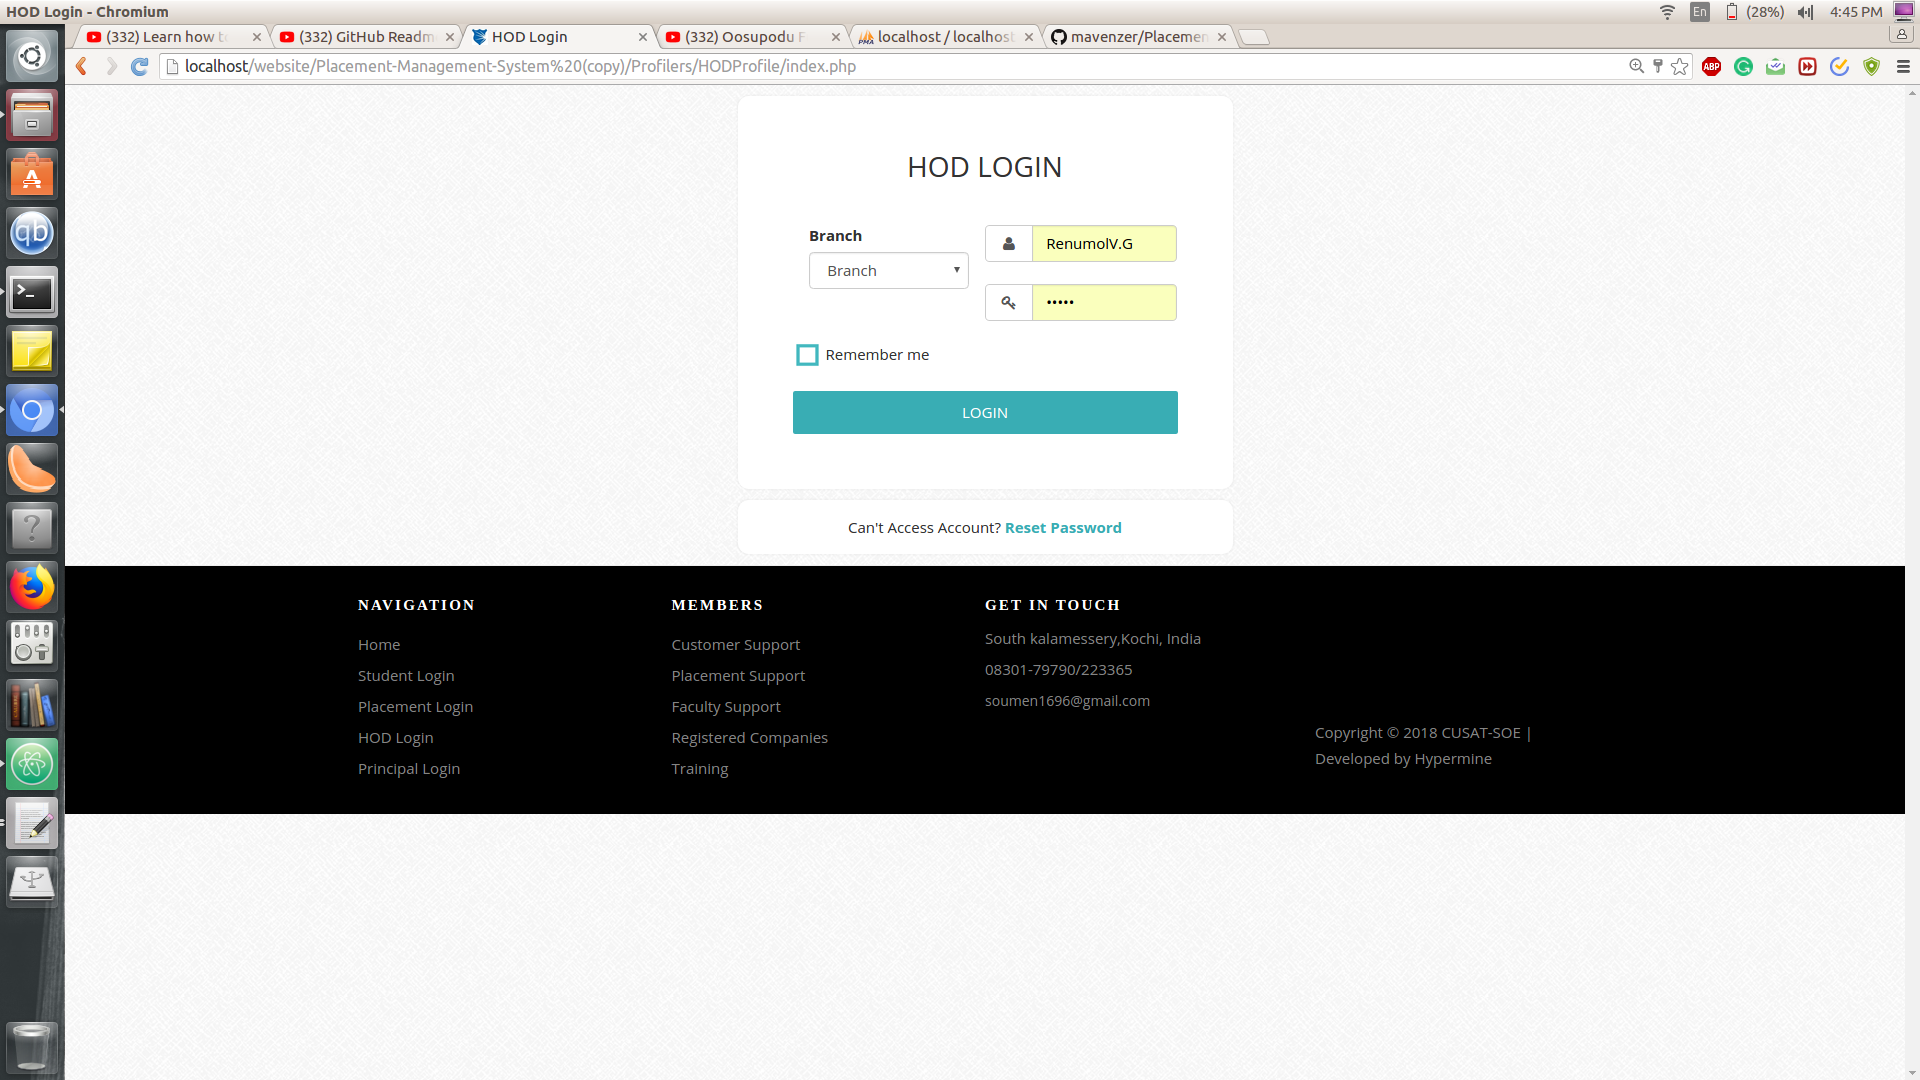 HOD Login - Chromium
En
(28%)
4:45 PM
(332) Learn how t
(332) GitHub Readm
HOD Login
(332) Oosupodu F
localhost / localhost
mavenzer/Placemen
localhost/website/Placement-Management-System%20(copy)/Profilers/HODProfile/index.php
ABP
HOD LOGIN
Branch
RenumolV.G
Branch
•••••
Remember me
LOGIN
Can't Access Account? Reset Password
NAVIGATION
Home
Student Login
Placement Login
HOD Login
Principal Login
MEMBERS
Customer Support
Placement Support
Faculty Support
Registered Companies
Training
GET IN TOUCH
South kalamessery,Kochi, India
08301-79790/223365
soumen1696@gmail.com
Copyright © 2018 CUSAT-SOE |
Developed by Hypermine
qb